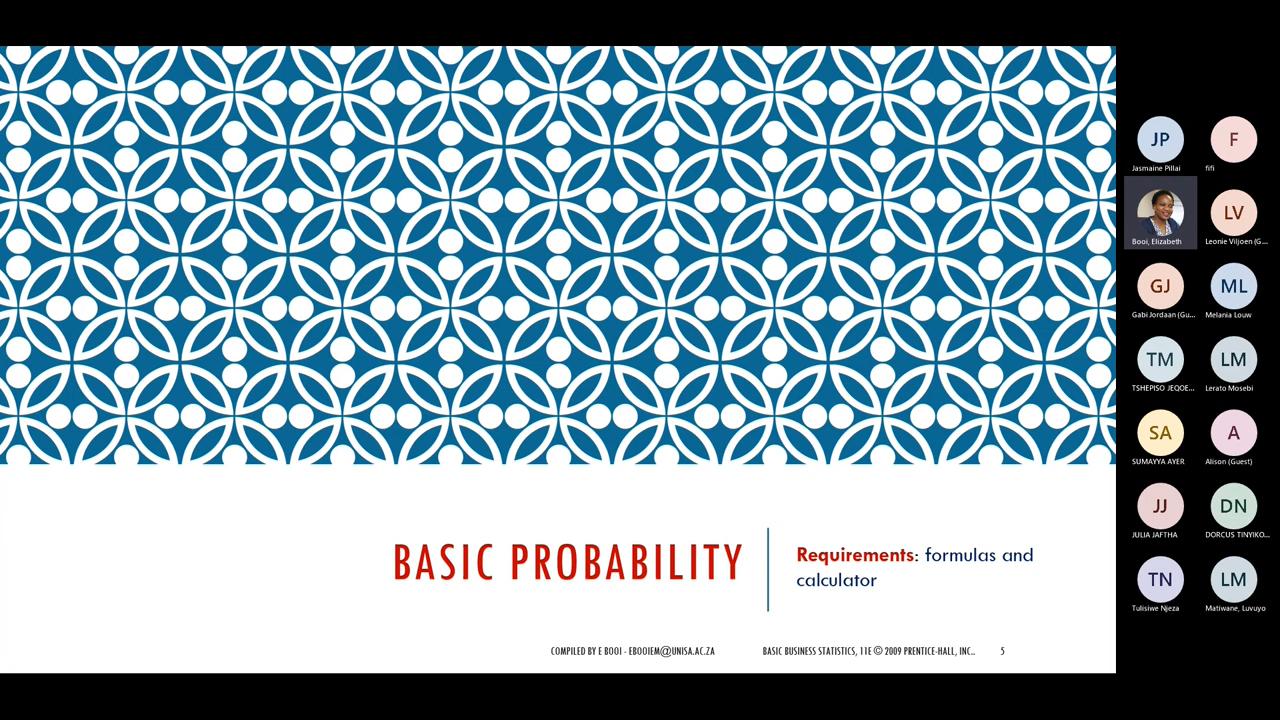 BASIC PROBABILITY
Requirements: formulas and
calculator
COMPILED BY E BOOI - EBOOIEM@UNISA.AC.ZA
BASIC BUSINESS STATISTICS, 11E © 2009 PRENTICE-HALL, INC..
5
JP
Jasmaine Pillai
F
fifi
Booi, Elizabeth
LV
Leonie Viljoen (G...
GJ
Gabi Jordaan (Gu...
ML
Melania Louw
TM
TSHEPISO JEQOE...
LM
Lerato Mosebi
SA
SUMAYYA AYER
A
Alison (Guest)
JJ
JULIA JAFTHA
DN
DORCUS TINYIKO...
TN
Tulisiwe Njeza
LM
Matiwane, Luvuyo